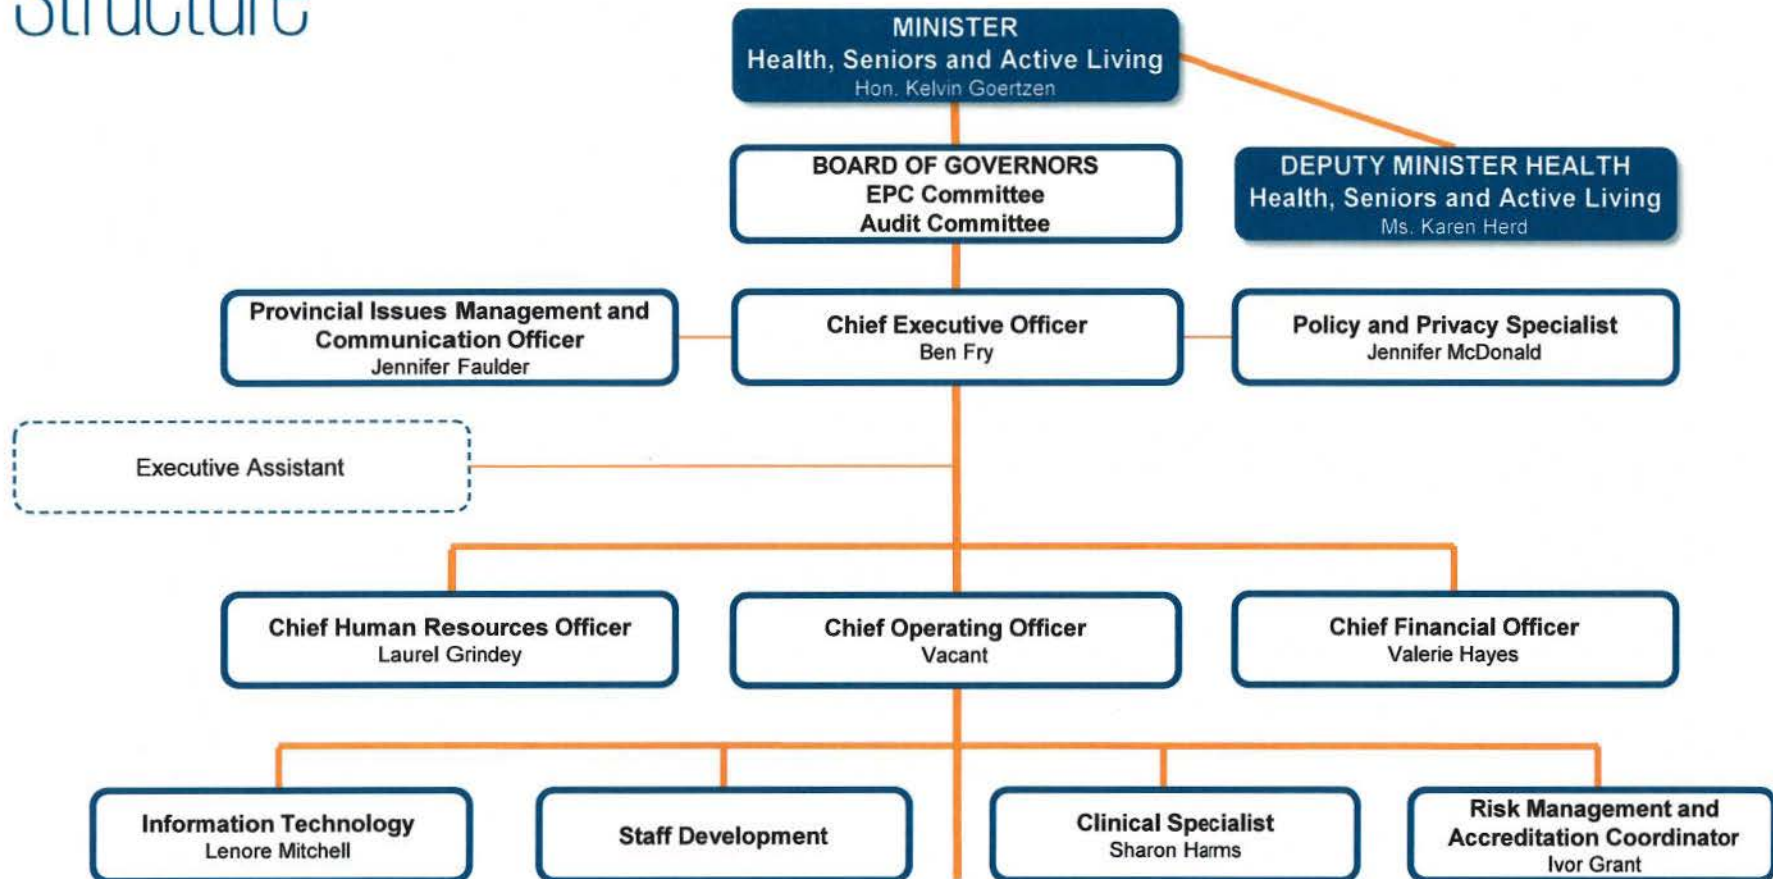 Structure
MINISTER
Health, Seniors and Active Living
Hon. Kelvin Goertzen
BOARD OF GOVERNORS
EPC Committee
Audit Committee
DEPUTY MINISTER HEALTH
Health, Seniors and Active Living
Ms. Karen Herd
Provincial Issues Management and
Communication Officer
Jennifer Faulder
Chief Executive Officer
Ben Fry
Policy and Privacy Specialist
Jennifer McDonald
Executive Assistant
Chief Human Resources Officer
Laurel Grindey
Chief Operating Officer
Vacant
Chief Financial Officer
Valerie Hayes
Information Technology
Lenore Mitchell
Staff Development
Clinical Specialist
Sharon Harms
Risk Management and
Accreditation Coordinator
Ivor Grant